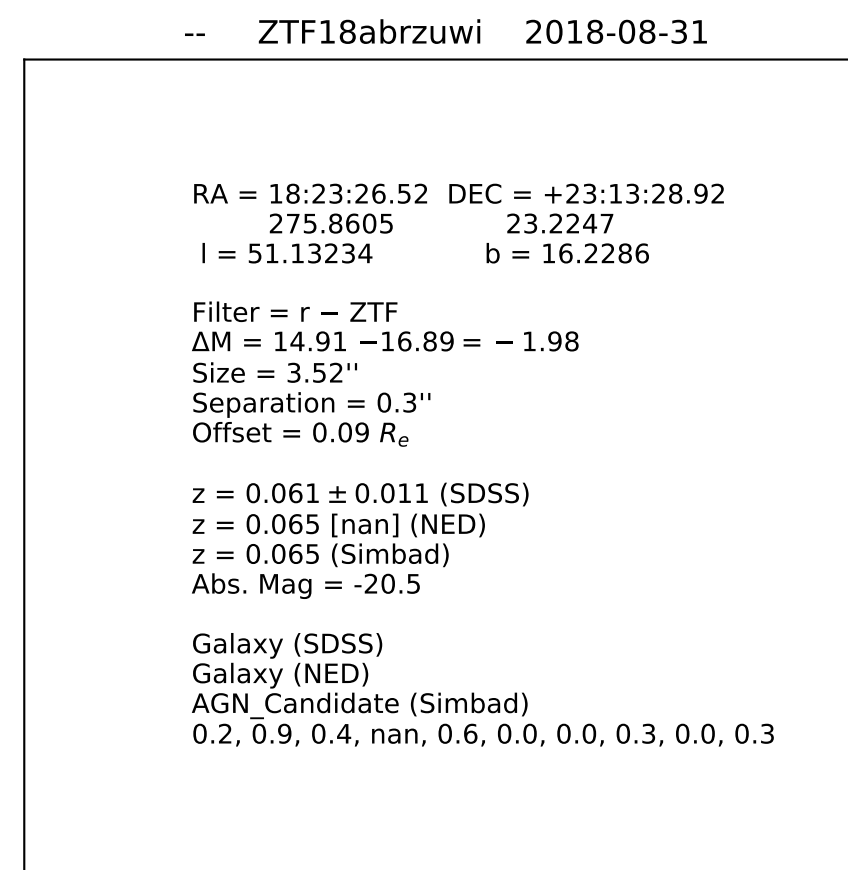 -- ZTF18abrzuwi 2018-08-31
RA = 18:23:26.52 DEC = +23:13:28.92
275.8605 23.2247
l = 51.13234 b = 16.2286
Filter = r − ZTF
ΔM = 14.91 −16.89 = − 1.98
Size = 3.52''
Separation = 0.3''
Offset = 0.09 Re
z = 0.061 ± 0.011 (SDSS)
z = 0.065 [nan] (NED)
z = 0.065 (Simbad)
Abs. Mag = -20.5
Galaxy (SDSS)
Galaxy (NED)
AGN_Candidate (Simbad)
0.2, 0.9, 0.4, nan, 0.6, 0.0, 0.0, 0.3, 0.0, 0.3